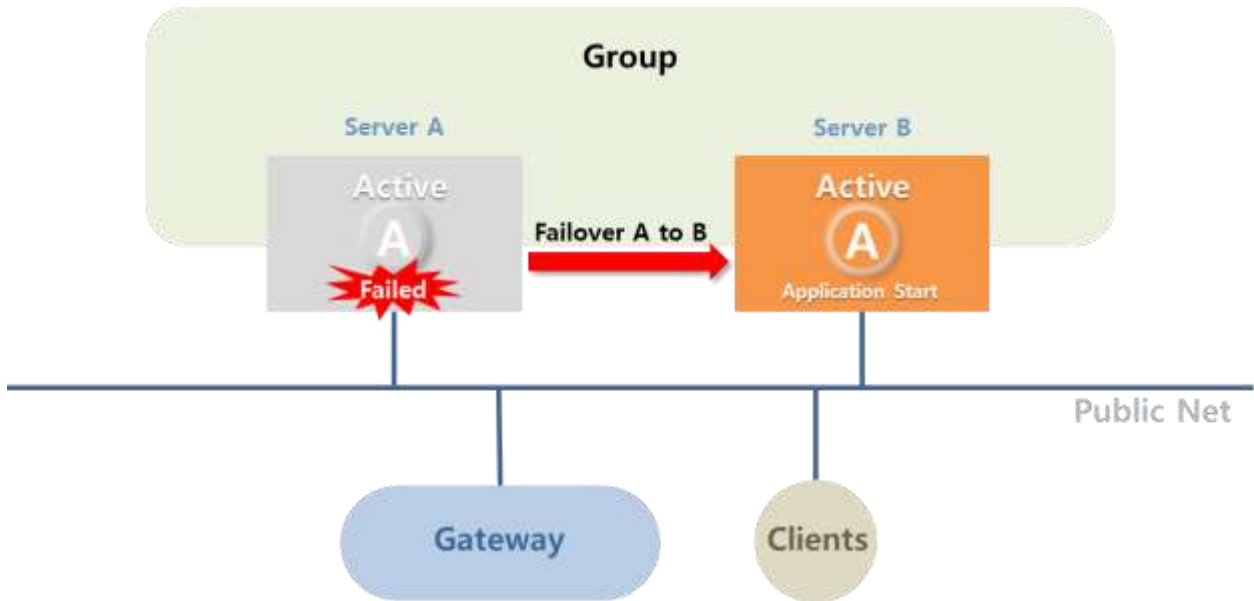 Group
Server A
Server B
Active
A
Failed
Failover A to B
Active
A
Application Start
Public Net
Gateway
Clients